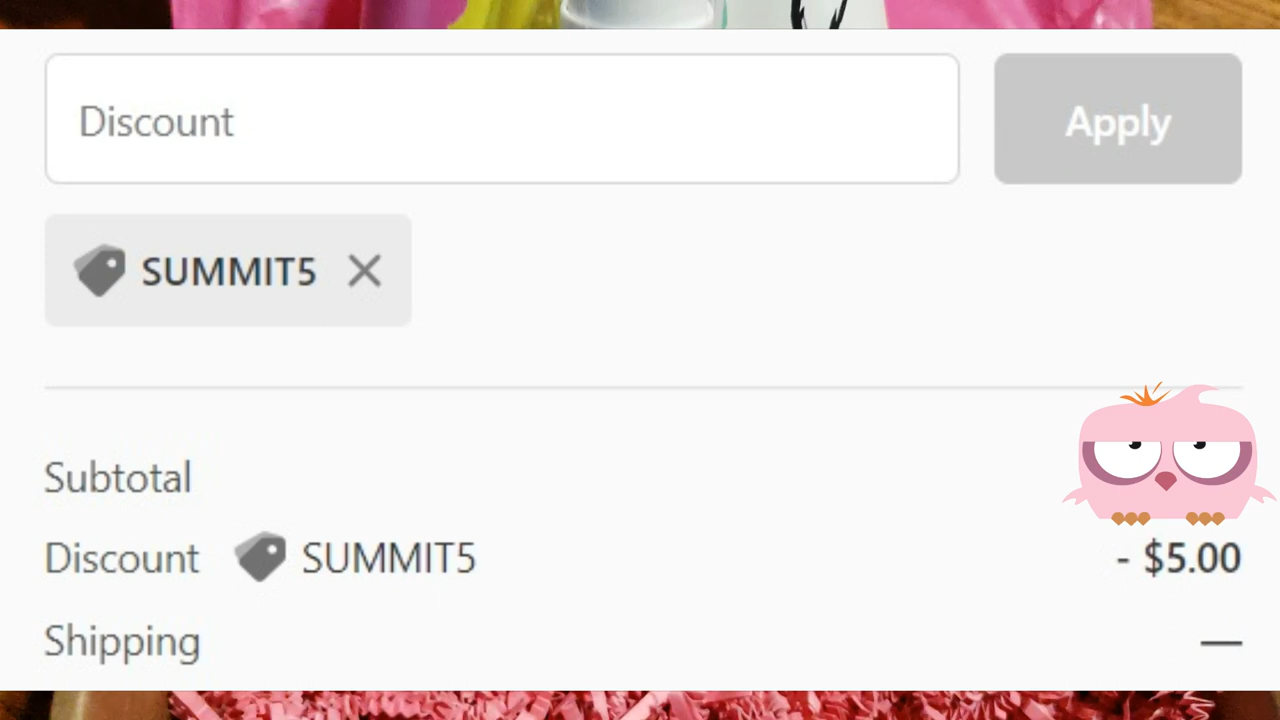 Discount
Apply
SUMMIT5
Subtotal
Discount SUMMIT5 - $5.00
Shipping —